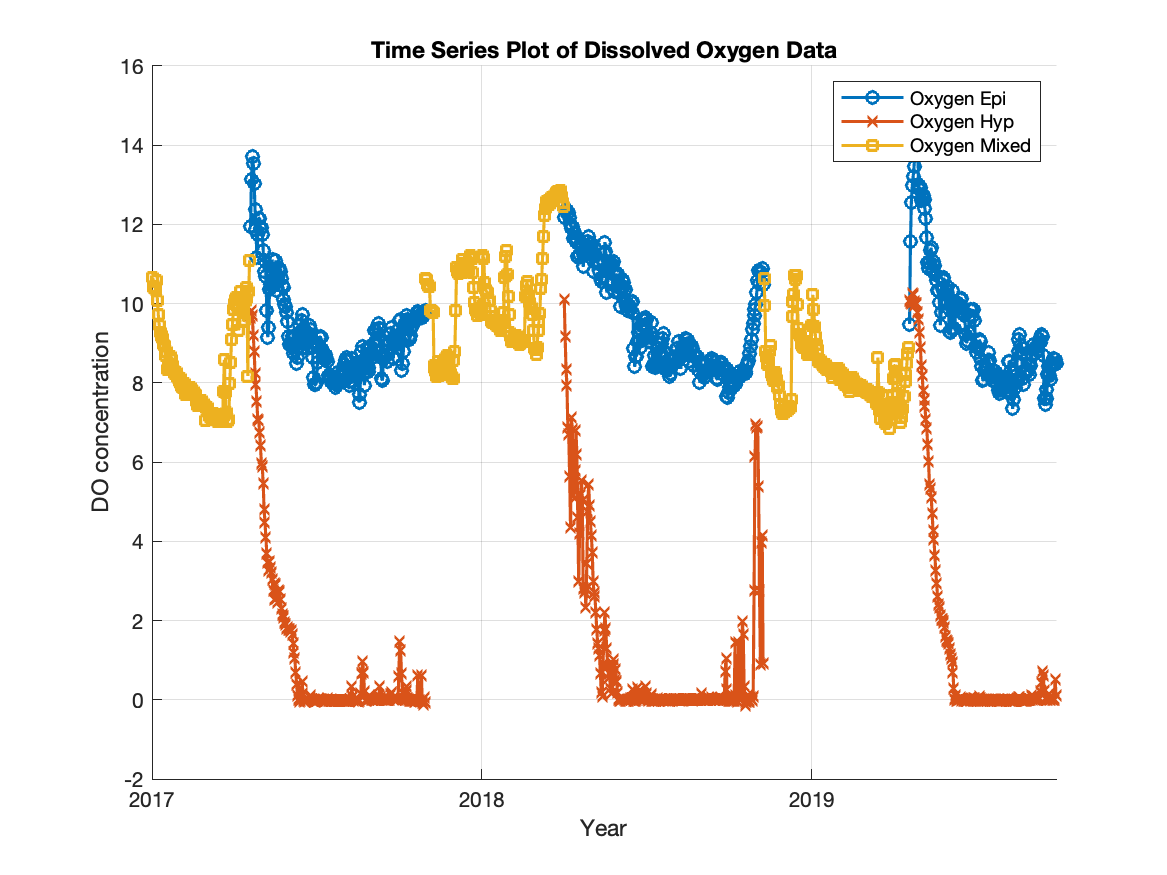 Time Series Plot of Dissolved Oxygen Data
16
14
12
10
8
6
4
2
0
-2
DO concentration
Oxygen Epi
Oxygen Hyp
Oxygen Mixed
2017
2018
2019
Year